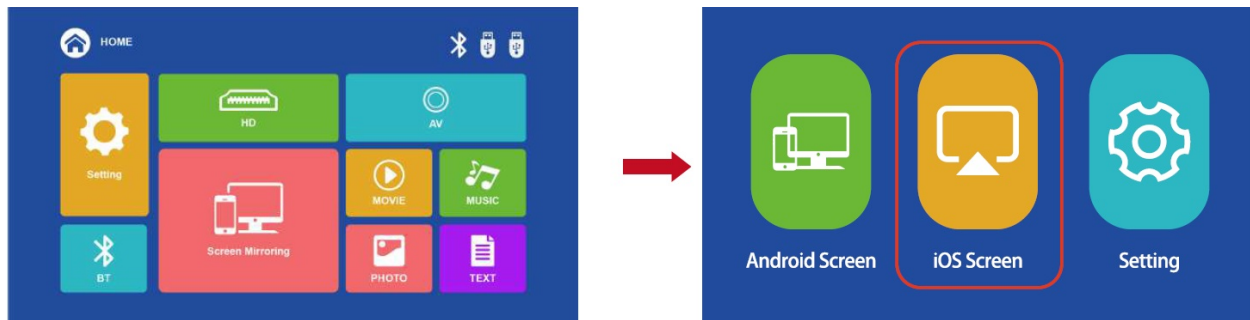 HOME
HD
AV
Setting
MOVIE
MUSIC
Screen Mirroring
BT
PHOTO
TEXT
Android Screen
iOS Screen
Setting